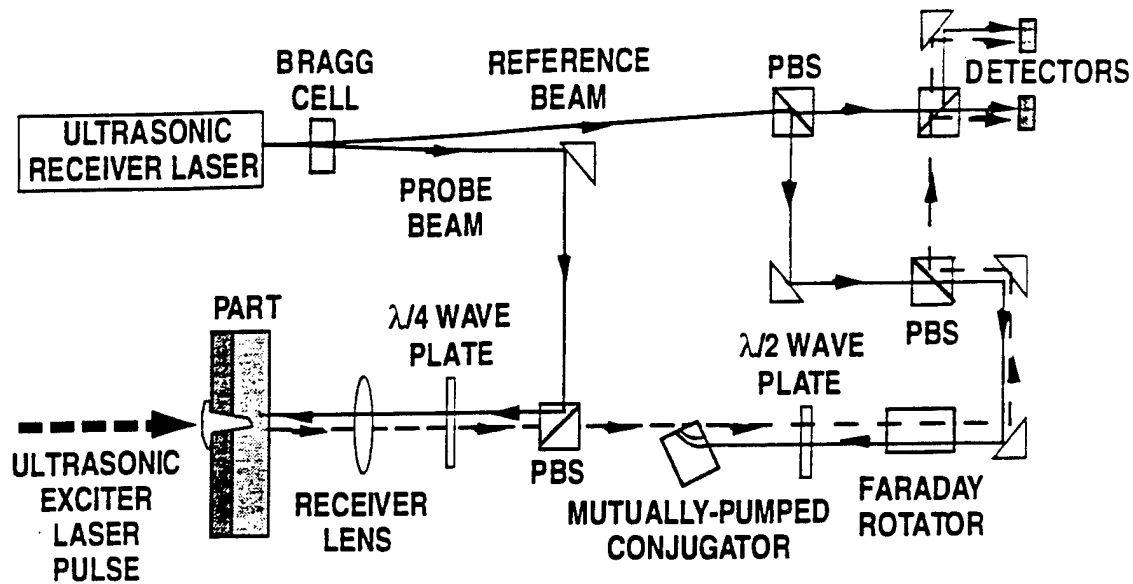 BRAGG
CELL
REFERENCE
BEAM
PBS
DETECTORS
ULTRASONIC
RECEIVER LASER
PROBE
BEAM
PART
λ/4 WAVE
PLATE
λ/2 WAVE
PLATE
PBS
PBS
ULTRASONIC
EXCITER
LASER
PULSE
RECEIVER
LENS
MUTUALLY-PUMPED
CONJUGATOR
FARADAY
ROTATOR